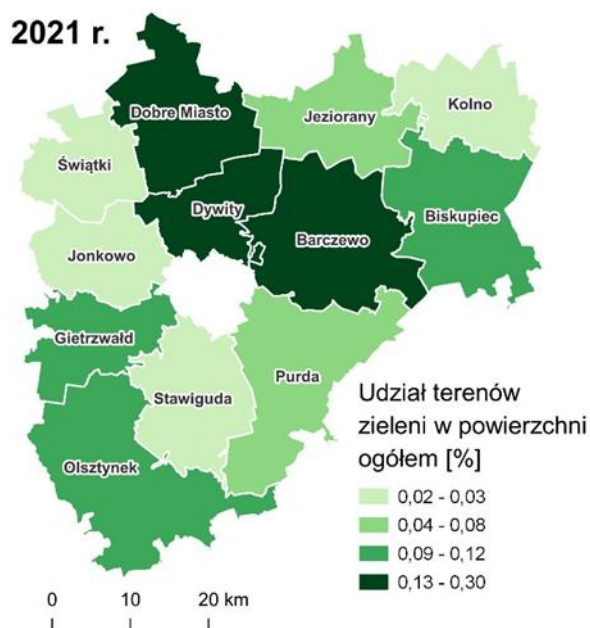 2021 r.
Dobre Miasto
Jeziorany
Kolno
Świątki
Dywity
Biskupiec
Barczewo
Jonkowo
Gietrzwałd
Purda
Stawiguda
Olsztynek
Udział terenów
zieleni w powierzchni
ogółem [%]
0,02 - 0,03
0,04 - 0,08
0,09 - 0,12
0,13 - 0,30
0 10 20 km